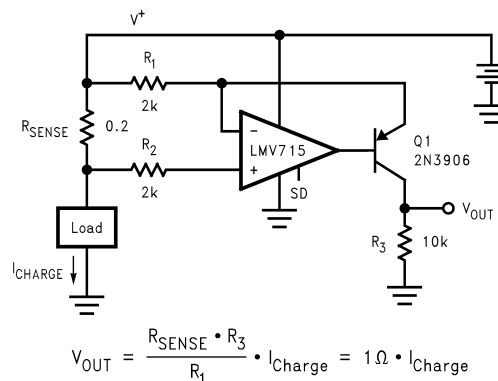 V+
R1
2k
RSENSE 0.2
R2
2k
−
LMV715
+
SD
Q1
2N3906
VOUT
Load
R3 10k
ICHARGE
VOUT = RSENSE • R3 / R1 • ICharge = 1Ω • ICharge